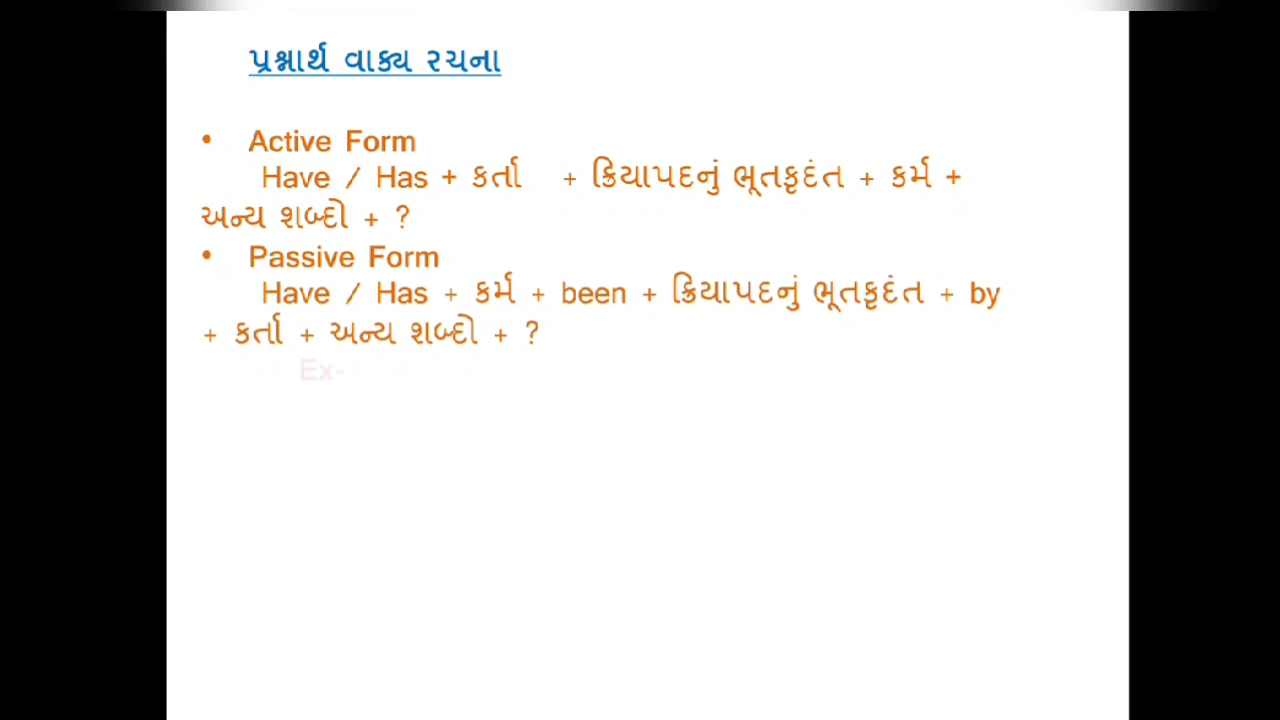 પ્રશ્નાર્થ વાક્ય રચના
• Active Form
Have / Has + કર્તા + ક્રિયાપદનું ભૂતકૃદંત + કર્મ +
અન્ય શબ્દો + ?
• Passive Form
Have / Has + કર્મ + been + ક્રિયાપદનું ભૂતકૃદંત + by
+ કર્તા + અન્ય શબ્દો + ?
Ex-